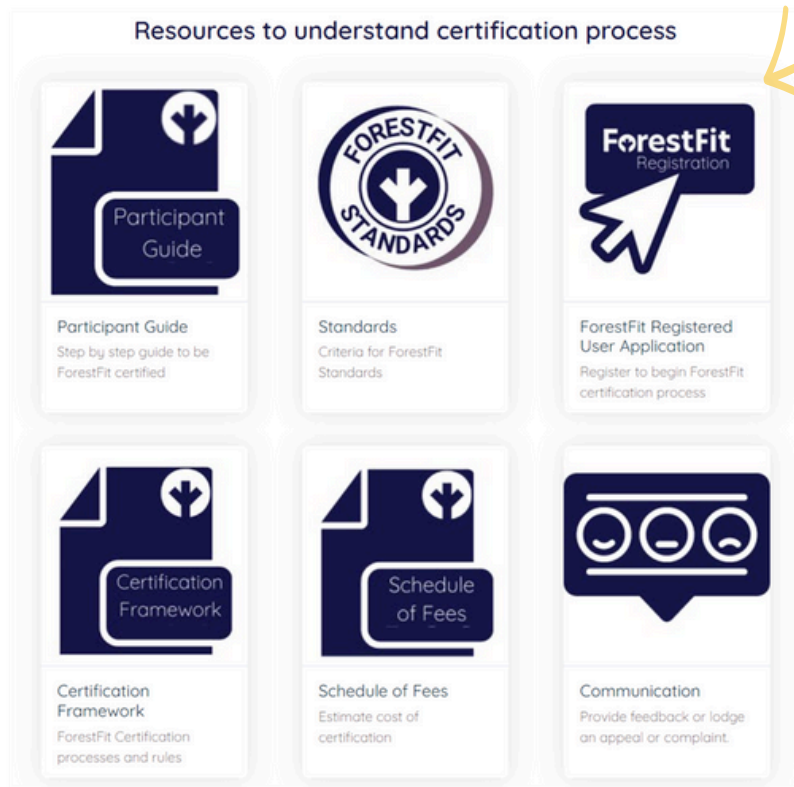 Resources to understand certification process
Participant
Guide
FORESTFIT
STANDARDS
ForestFit
Registration
Participant Guide
Step by step guide to be
ForestFit certified
Standards
Criteria for ForestFit
Standards
ForestFit Registered
User Application
Register to begin ForestFit
certification process
Certification
Framework
Schedule
of Fees
Certification
Framework
ForestFit Certification
processes and rules
Schedule of Fees
Estimate cost of
certification
Communication
Provide feedback or lodge
an appeal or complaint.